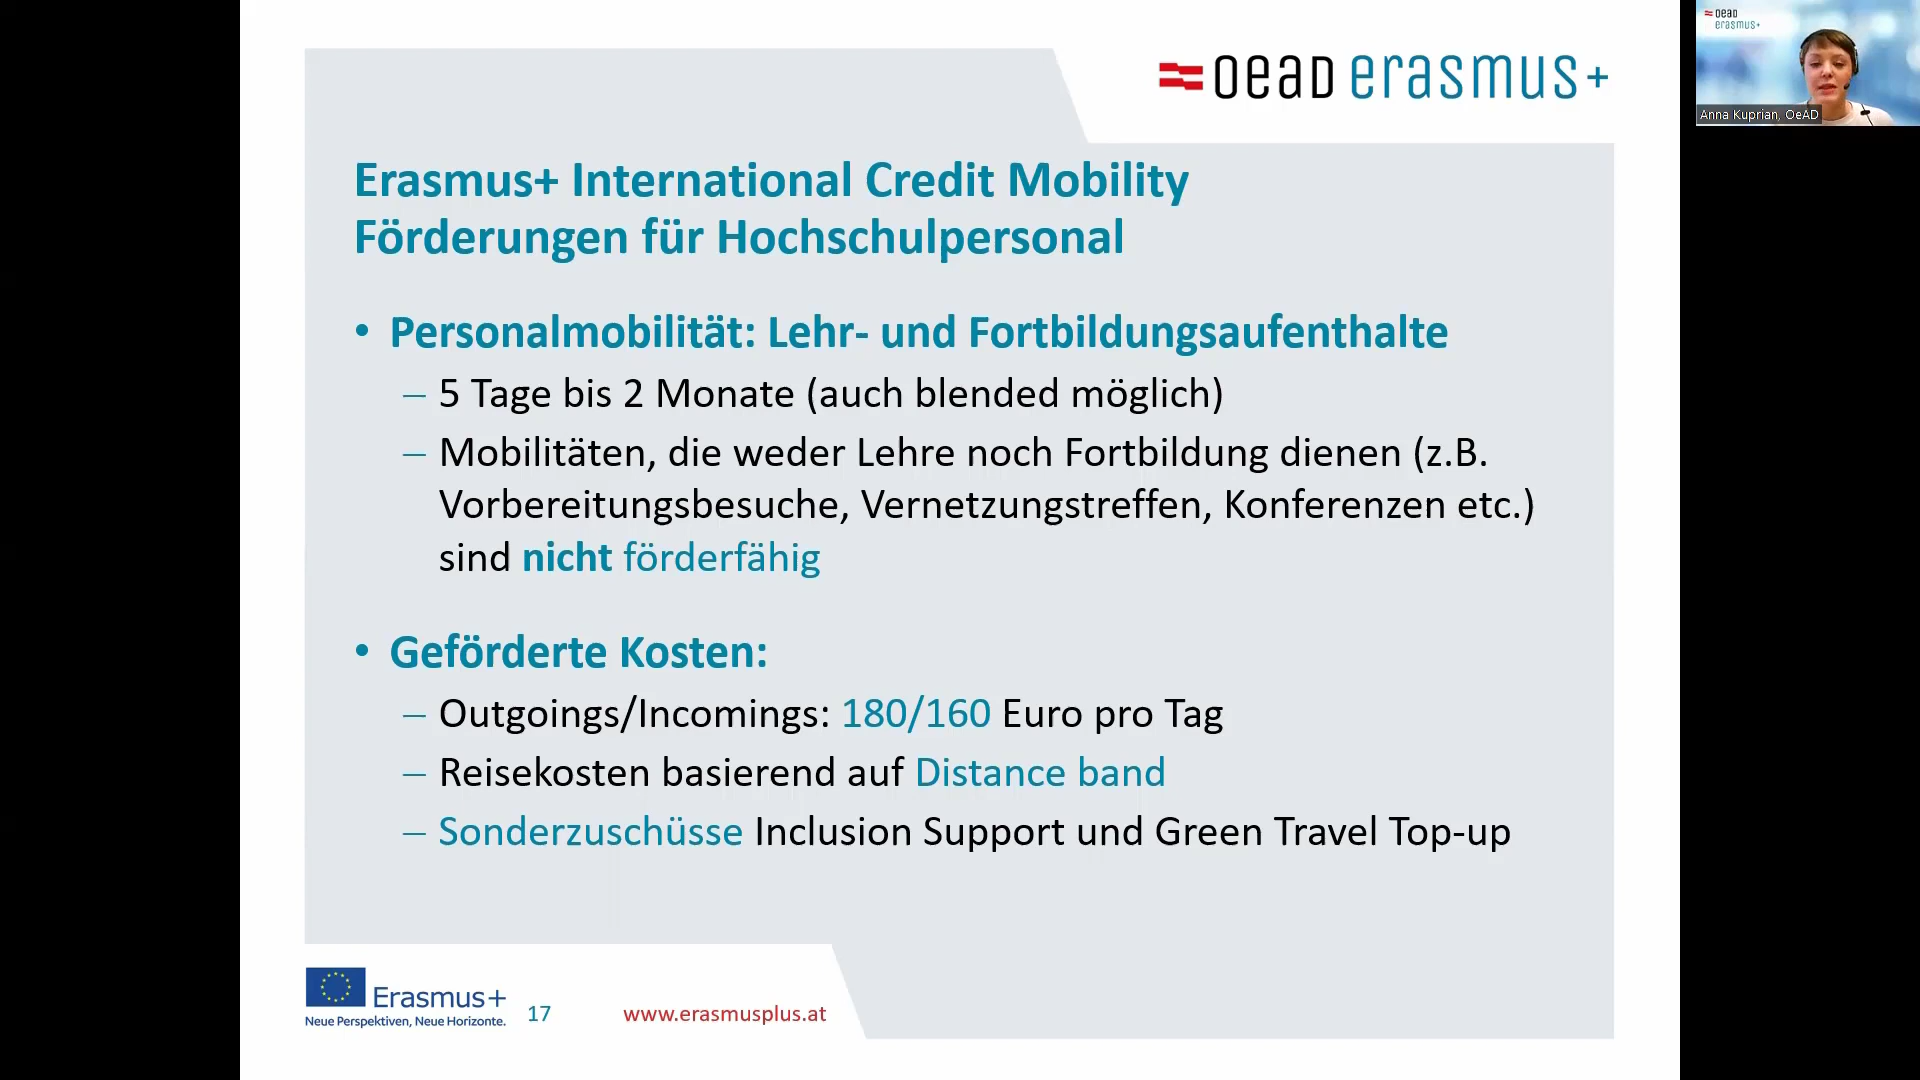 oead erasmus+
oead
erasmus+
Anna Kuprian, OeAD
Erasmus+ International Credit Mobility
Förderungen für Hochschulpersonal
• Personalmobilität: Lehr- und Fortbildungsaufenthalte
– 5 Tage bis 2 Monate (auch blended möglich)
– Mobilitäten, die weder Lehre noch Fortbildung dienen (z.B.
Vorbereitungsbesuche, Vernetzungstreffen, Konferenzen etc.)
sind nicht förderfähig
• Geförderte Kosten:
– Outgoings/Incomings: 180/160 Euro pro Tag
– Reisekosten basierend auf Distance band
– Sonderzuschüsse Inclusion Support und Green Travel Top-up
Erasmus+
Neue Perspektiven, Neue Horizonte.
17
www.erasmusplus.at